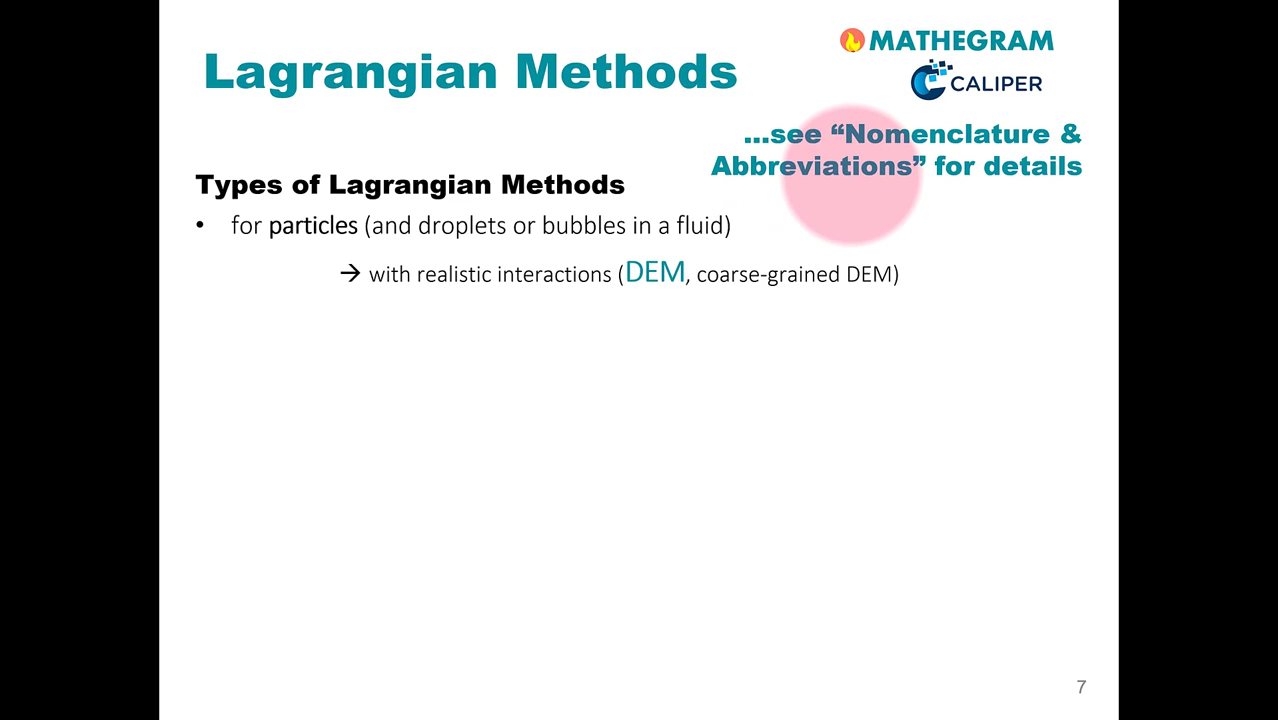 Lagrangian Methods
MATHEGRAM
CALIPER
...see “Nomenclature &
Abbreviations” for details
Types of Lagrangian Methods
• for particles (and droplets or bubbles in a fluid)
→ with realistic interactions (DEM, coarse-grained DEM)
7